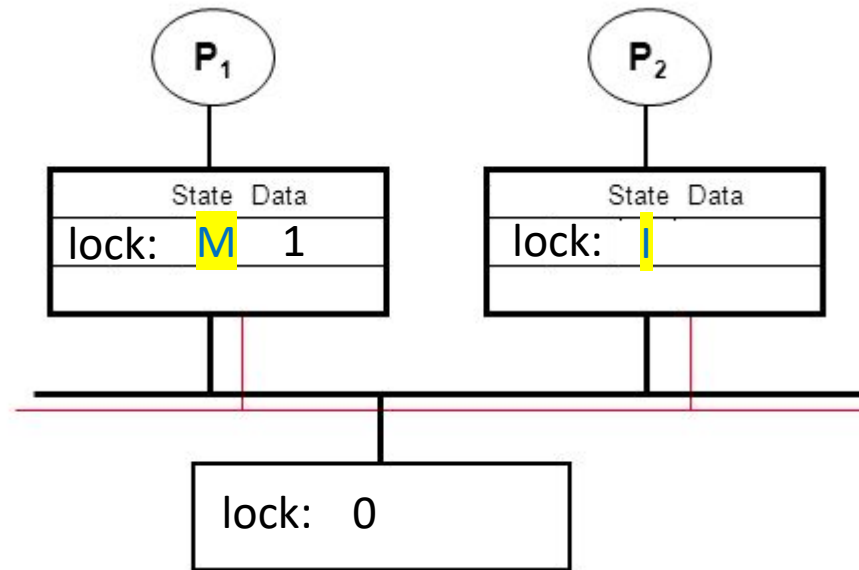 P₁ P₂
State Data State Data
lock: M 1 lock: I
lock: 0